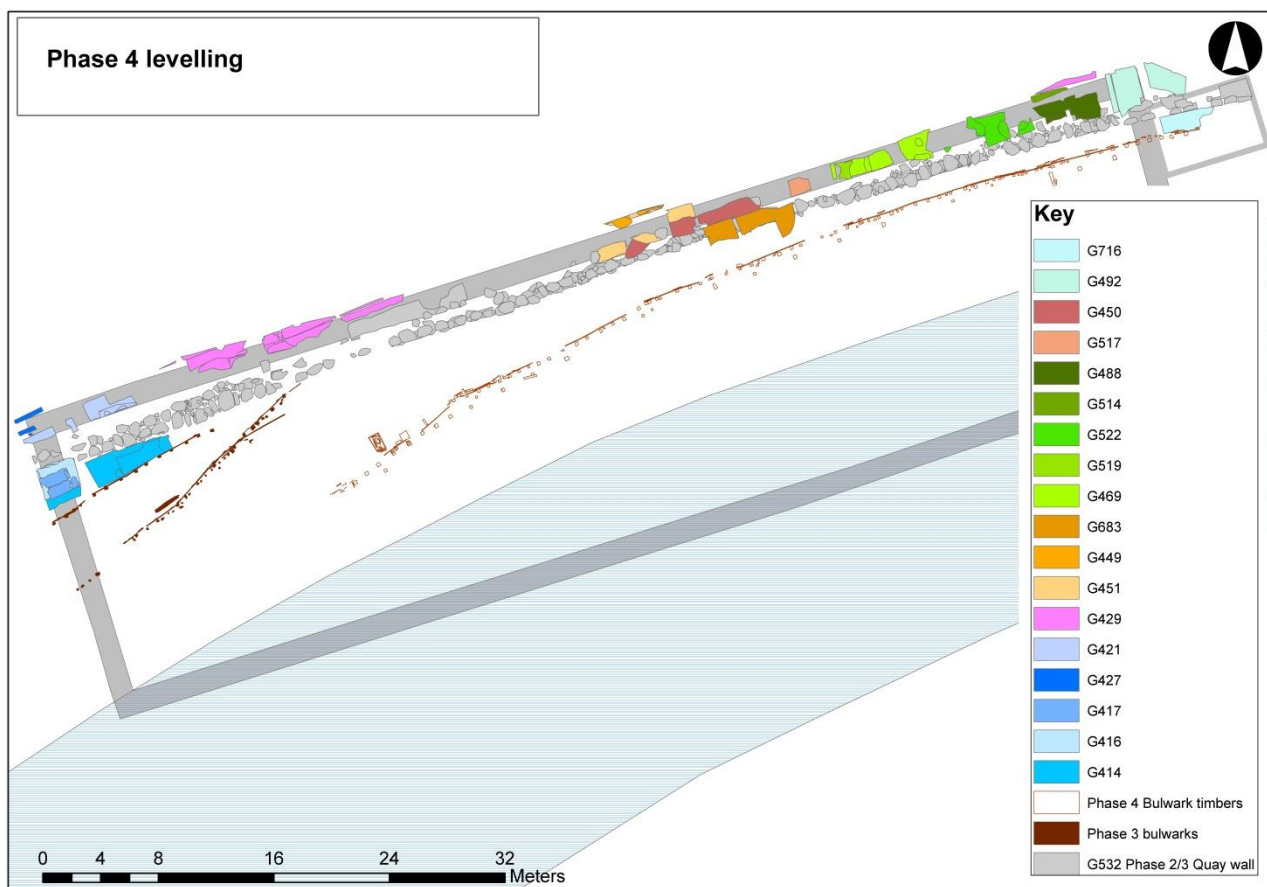 Phase 4 levelling
Key
G716
G492
G450
G517
G488
G514
G522
G519
G469
G683
G449
G451
G429
G421
G427
G417
G416
G414
Phase 4 Bulwark timbers
Phase 3 bulwarks
G532 Phase 2/3 Quay wall
0 4 8 16 24 32
Meters